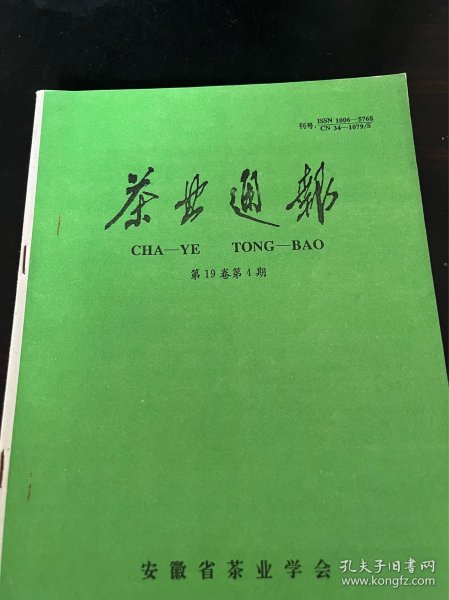 刊号: ISSN 1006—5768
CN 34—1079/S
茶业通报
CHA—YE TONG—BAO
第19卷第4期
安徽省茶业学会
孔夫子旧书网
www.kongfz.com